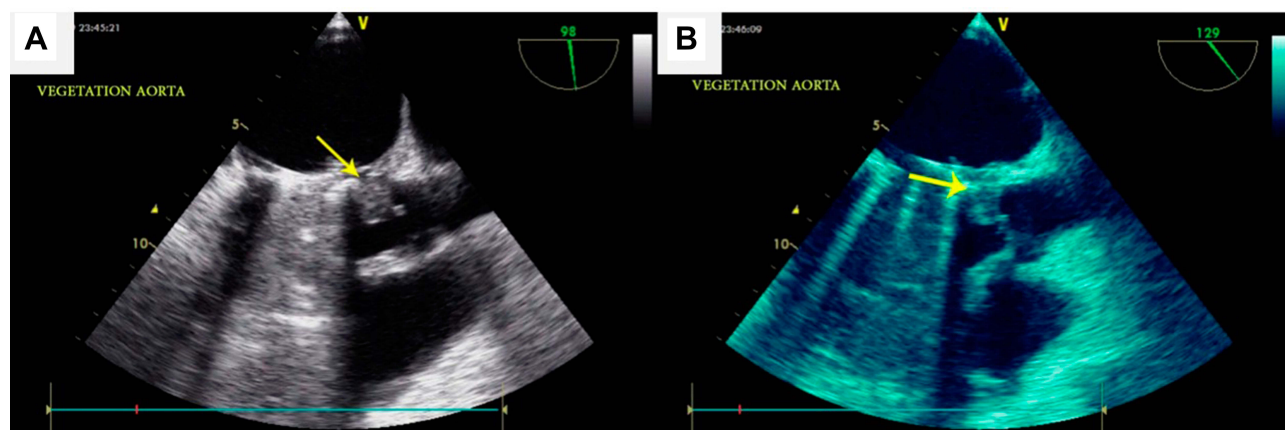 A
23:45:21
V
98
VEGETATION AORTA
5
10
B
23:46:09
V
129
VEGETATION AORTA
5
10